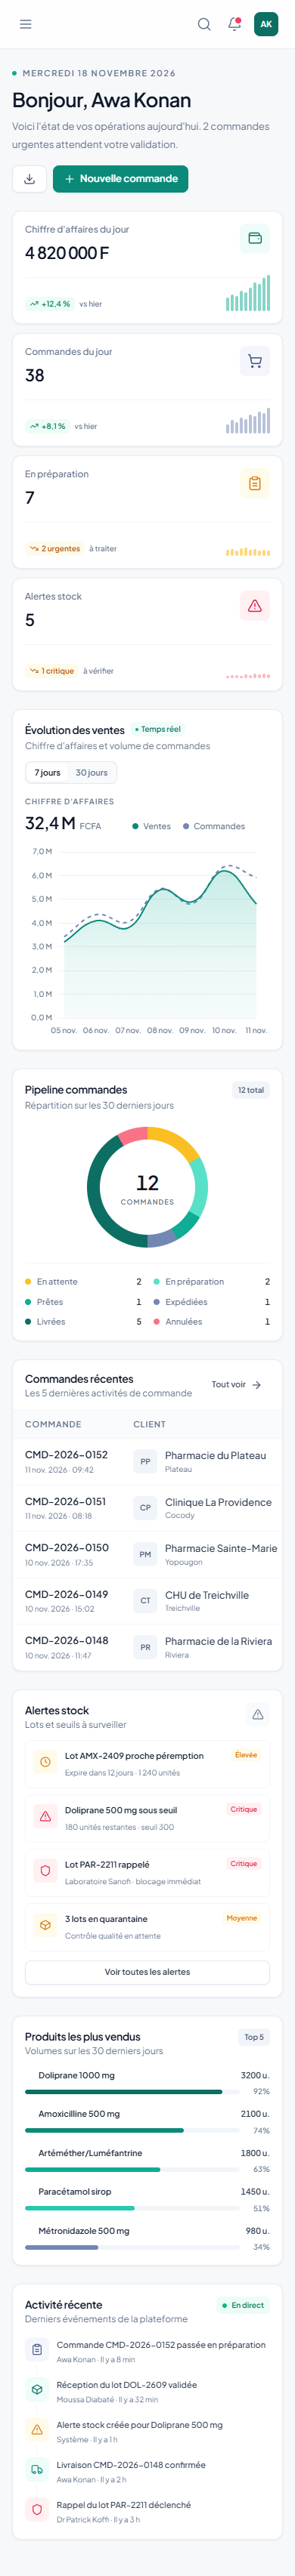 AK
MERCREDI 18 NOVEMBRE 2026
Bonjour, Awa Konan
Voici l'état de vos opérations aujourd'hui. 2 commandes
urgentes attendent votre validation.
Nouvelle commande
Chiffre d'affaires du jour
4 820 000 F
+12,4 % vs hier
Commandes du jour
38
+8,1 % vs hier
En préparation
7
2 urgentes à traiter
Alertes stock
5
1 critique à vérifier
Évolution des ventes Temps réel
Chiffre d'affaires et volume de commandes
7 jours 30 jours
CHIFFRE D'AFFAIRES
32,4 M FCFA Ventes Commandes
7,0 M
6,0 M
5,0 M
4,0 M
3,0 M
2,0 M
1,0 M
0,0 M
05 nov. 06 nov. 07 nov. 08 nov. 09 nov. 10 nov. 11 nov.
Pipeline commandes 12 total
Répartition sur les 30 derniers jours
12
COMMANDES
En attente 2 En préparation 2
Prêtes 1 Expédiées 1
Livrées 5 Annulées 1
Commandes récentes Tout voir
Les 5 dernières activités de commande
COMMANDE CLIENT
CMD-2026-0152 PP Pharmacie du Plateau
11 nov. 2026 · 09:42 Plateau
CMD-2026-0151 CP Clinique La Providence
11 nov. 2026 · 08:18 Cocody
CMD-2026-0150 PM Pharmacie Sainte-Marie
10 nov. 2026 · 17:35 Yopougon
CMD-2026-0149 CT CHU de Treichville
10 nov. 2026 · 15:02 Treichville
CMD-2026-0148 PR Pharmacie de la Riviera
10 nov. 2026 · 11:47 Riviera
Alertes stock
Lots et seuils à surveiller
Lot AMX-2409 proche péremption Élevée
Expire dans 12 jours · 1 240 unités
Doliprane 500 mg sous seuil Critique
180 unités restantes · seuil 300
Lot PAR-2211 rappelé Critique
Laboratoire Sanofi · blocage immédiat
3 lots en quarantaine Moyenne
Contrôle qualité en attente
Voir toutes les alertes
Produits les plus vendus Top 5
Volumes sur les 30 derniers jours
Doliprane 1000 mg 3200 u.
92%
Amoxicilline 500 mg 2100 u.
74%
Artéméther/Luméfantrine 1800 u.
63%
Paracétamol sirop 1450 u.
51%
Métronidazole 500 mg 980 u.
34%
Activité récente En direct
Derniers événements de la plateforme
Commande CMD-2026-0152 passée en préparation
Awa Konan · Il y a 8 min
Réception du lot DOL-2609 validée
Moussa Diabaté · Il y a 32 min
Alerte stock créée pour Doliprane 500 mg
Système · Il y a 1 h
Livraison CMD-2026-0148 confirmée
Awa Konan · Il y a 2 h
Rappel du lot PAR-2211 déclenché
Dr Patrick Koffi · Il y a 3 h